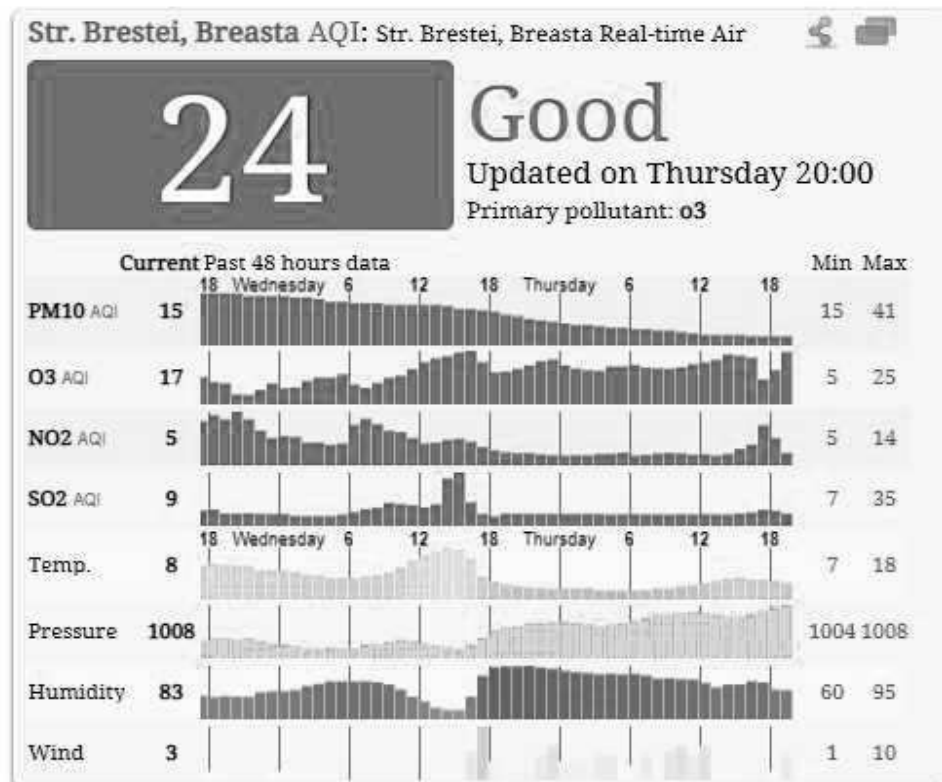 Str. Brestei, Breasta AQI: Str. Brestei, Breasta Real-time Air
24
Good
Updated on Thursday 20:00
Primary pollutant: o3
Current Past 48 hours data Min Max
18 Wednesday 6 12 18 Thursday 6 12 18
PM10 AQI 15 15 41
O3 AQI 17 5 25
NO2 AQI 5 5 14
SO2 AQI 9 7 35
18 Wednesday 6 12 18 Thursday 6 12 18
Temp. 8 7 18
Pressure 1008 1004 1008
Humidity 83 60 95
Wind 3 1 10